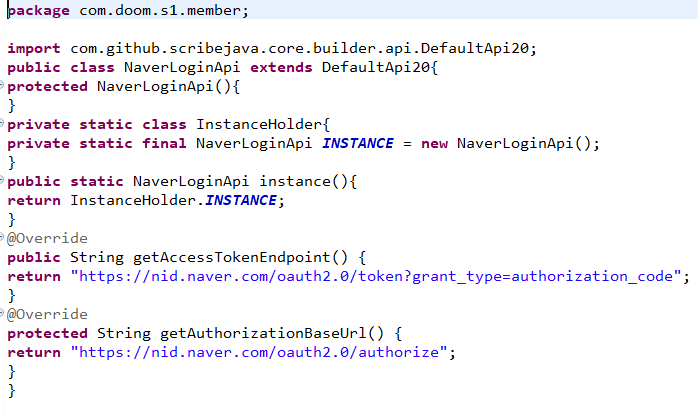 package com.doom.s1.member;
import com.github.scribejava.core.builder.api.DefaultApi20;
public class NaverLoginApi extends DefaultApi20{
protected NaverLoginApi(){
}
private static class InstanceHolder{
private static final NaverLoginApi INSTANCE = new NaverLoginApi();
}
public static NaverLoginApi instance(){
return InstanceHolder.INSTANCE;
}
@Override
public String getAccessTokenEndpoint() {
return "https://nid.naver.com/oauth2.0/token?grant_type=authorization_code";
}
@Override
protected String getAuthorizationBaseUrl() {
return "https://nid.naver.com/oauth2.0/authorize";
}
}